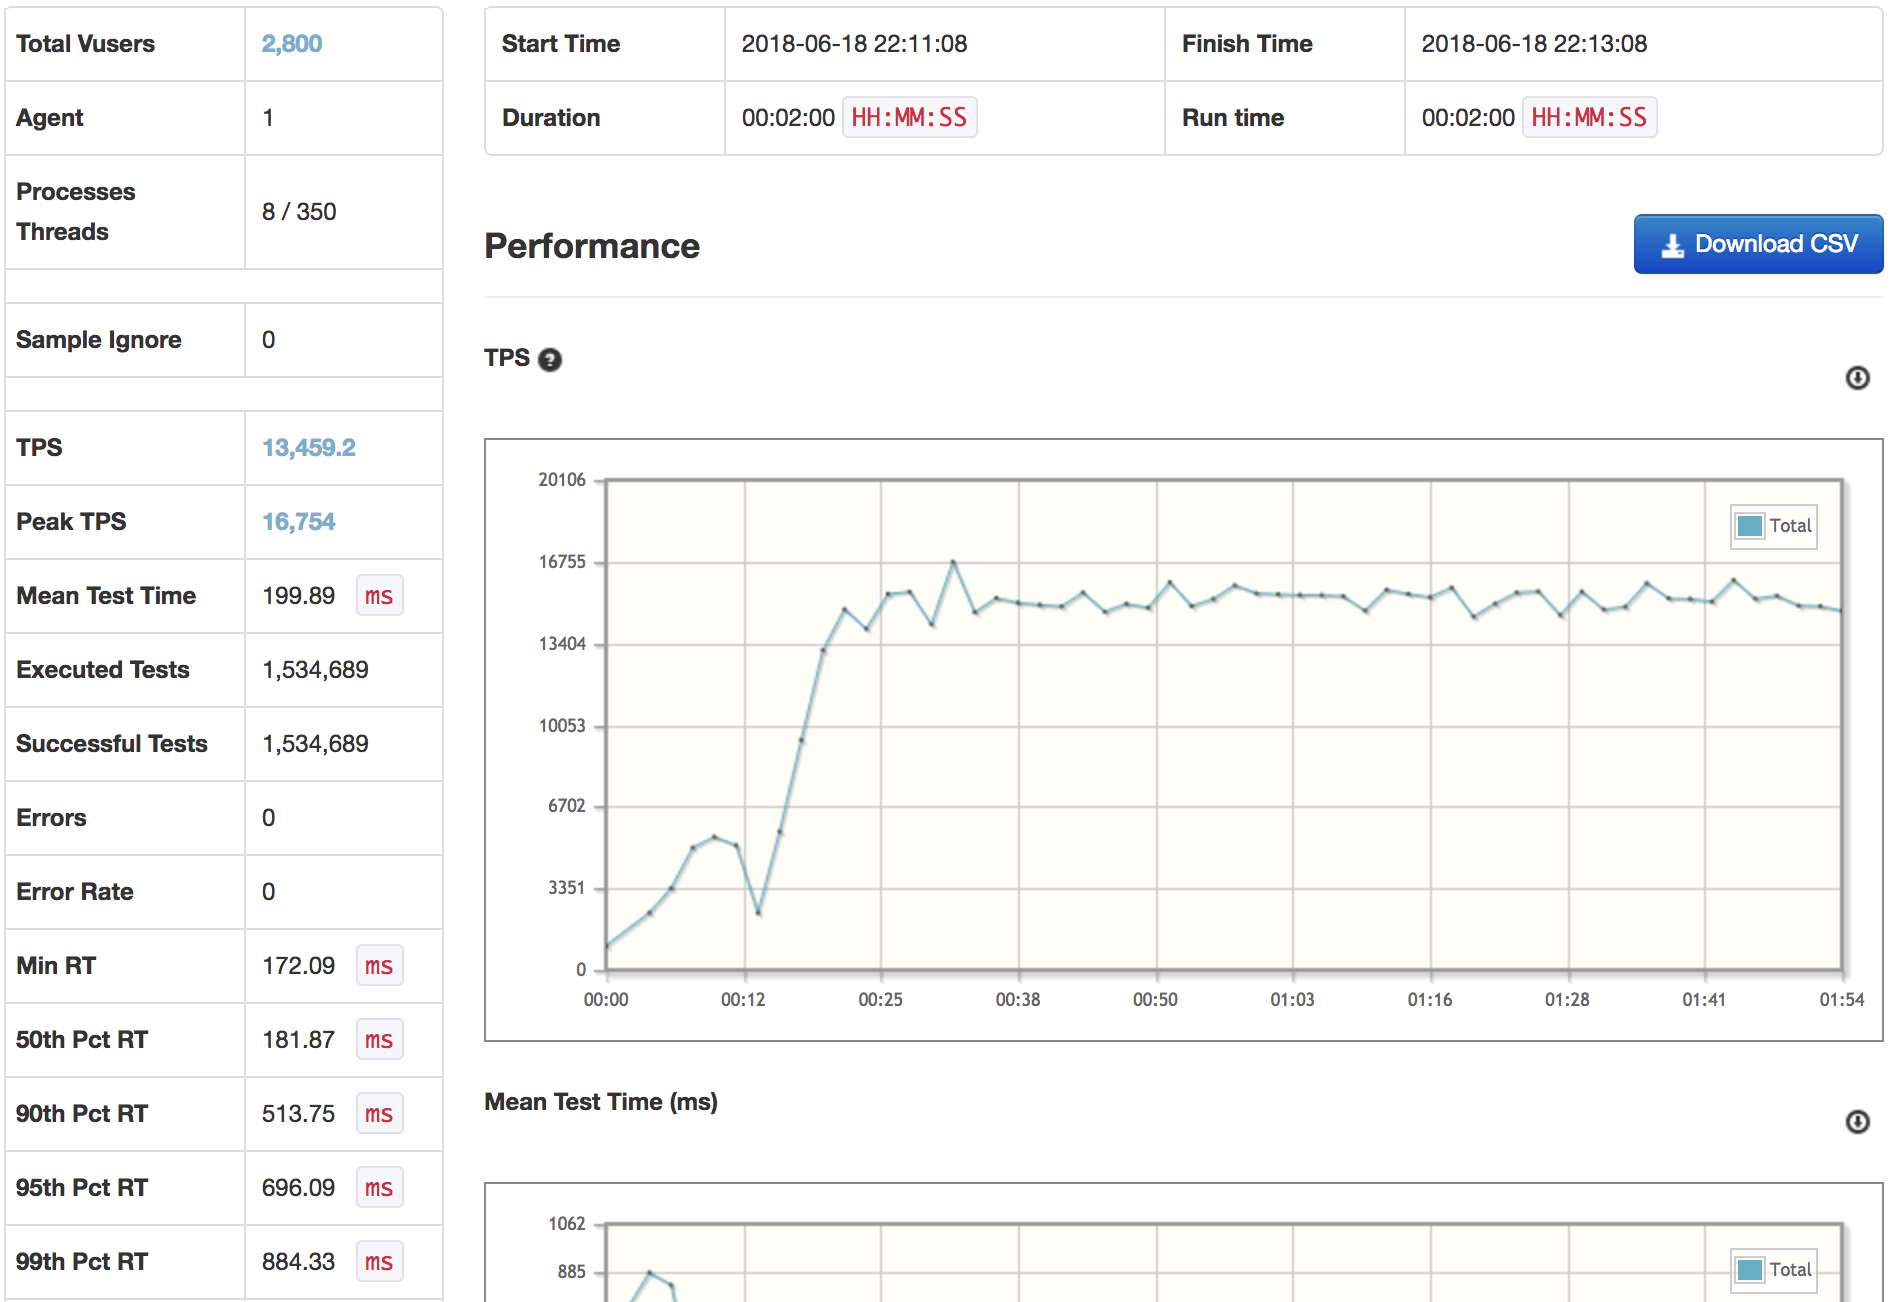 Total Vusers 2,800
Agent 1
Processes
Threads 8 / 350
Sample Ignore 0
TPS 13,459.2
Peak TPS 16,754
Mean Test Time 199.89 ms
Executed Tests 1,534,689
Successful Tests 1,534,689
Errors 0
Error Rate 0
Min RT 172.09 ms
50th Pct RT 181.87 ms
90th Pct RT 513.75 ms
95th Pct RT 696.09 ms
99th Pct RT 884.33 ms
Start Time 2018-06-18 22:11:08 Finish Time 2018-06-18 22:13:08
Duration 00:02:00 HH:MM:SS Run time 00:02:00 HH:MM:SS
Performance Download CSV
TPS ?
20106
16755
13404
10053
6702
3351
0
Total
00:00 00:12 00:25 00:38 00:50 01:03 01:16 01:28 01:41 01:54
Mean Test Time (ms)
1062
885
Total